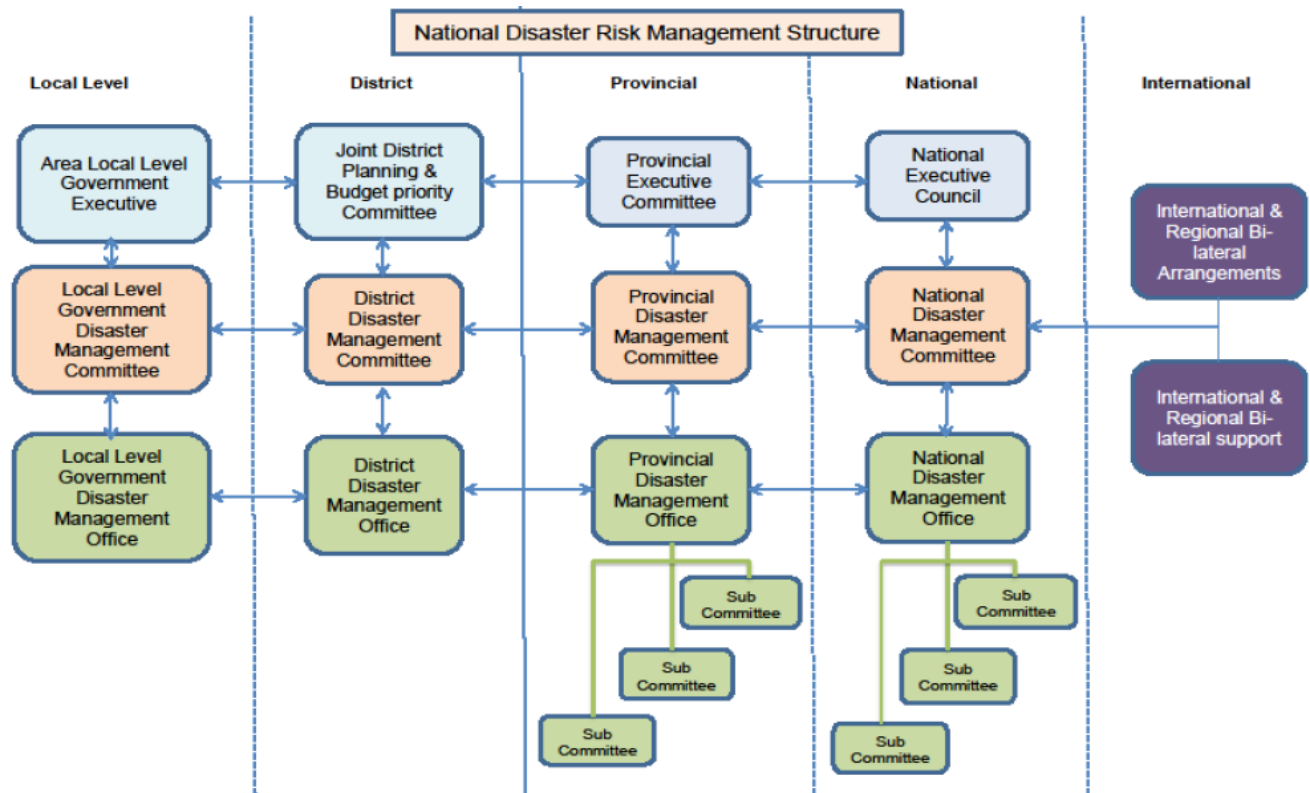 National Disaster Risk Management Structure
Local Level
District
Provincial
National
International
Area Local Level
Government
Executive
Joint District
Planning &
Budget priority
Committee
Provincial
Executive
Committee
National
Executive
Council
International &
Regional Bi-
lateral
Arrangements
Local Level
Government
Disaster
Management
Committee
District
Disaster
Management
Committee
Provincial
Disaster
Management
Committee
National
Disaster
Management
Committee
International &
Regional Bi-
lateral support
Local Level
Government
Disaster
Management
Office
District
Disaster
Management
Office
Provincial
Disaster
Management
Office
National
Disaster
Management
Office
Sub
Committee
Sub
Committee
Sub
Committee
Sub
Committee
Sub
Committee
Sub
Committee